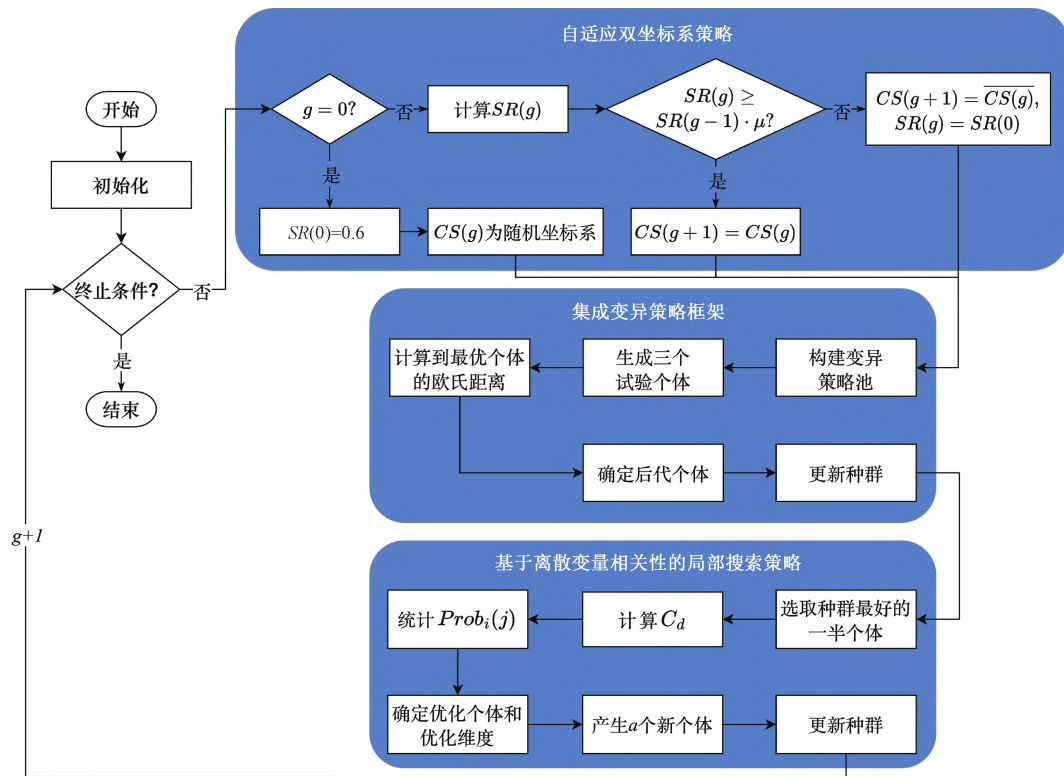 自适应双坐标系策略
开始
初始化
终止条件?
否
是
结束
g = 0?
否
是
计算SR(g)
SR(g) ≥
SR(g−1)·μ?
否
是
$CS(g+1)=\overline{CS(g)}$,
SR(g) = SR(0)
SR(0)=0.6
CS(g)为随机坐标系
CS(g+1) = CS(g)
集成变异策略框架
计算到最优个体
的欧氏距离
生成三个
试验个体
构建变异
策略池
确定后代个体
更新种群
g+1
基于离散变量相关性的局部搜索策略
统计 $Prob_i(j)$
计算 $C_d$
选取种群最好的
一半个体
确定优化个体和
优化维度
产生a个新个体
更新种群